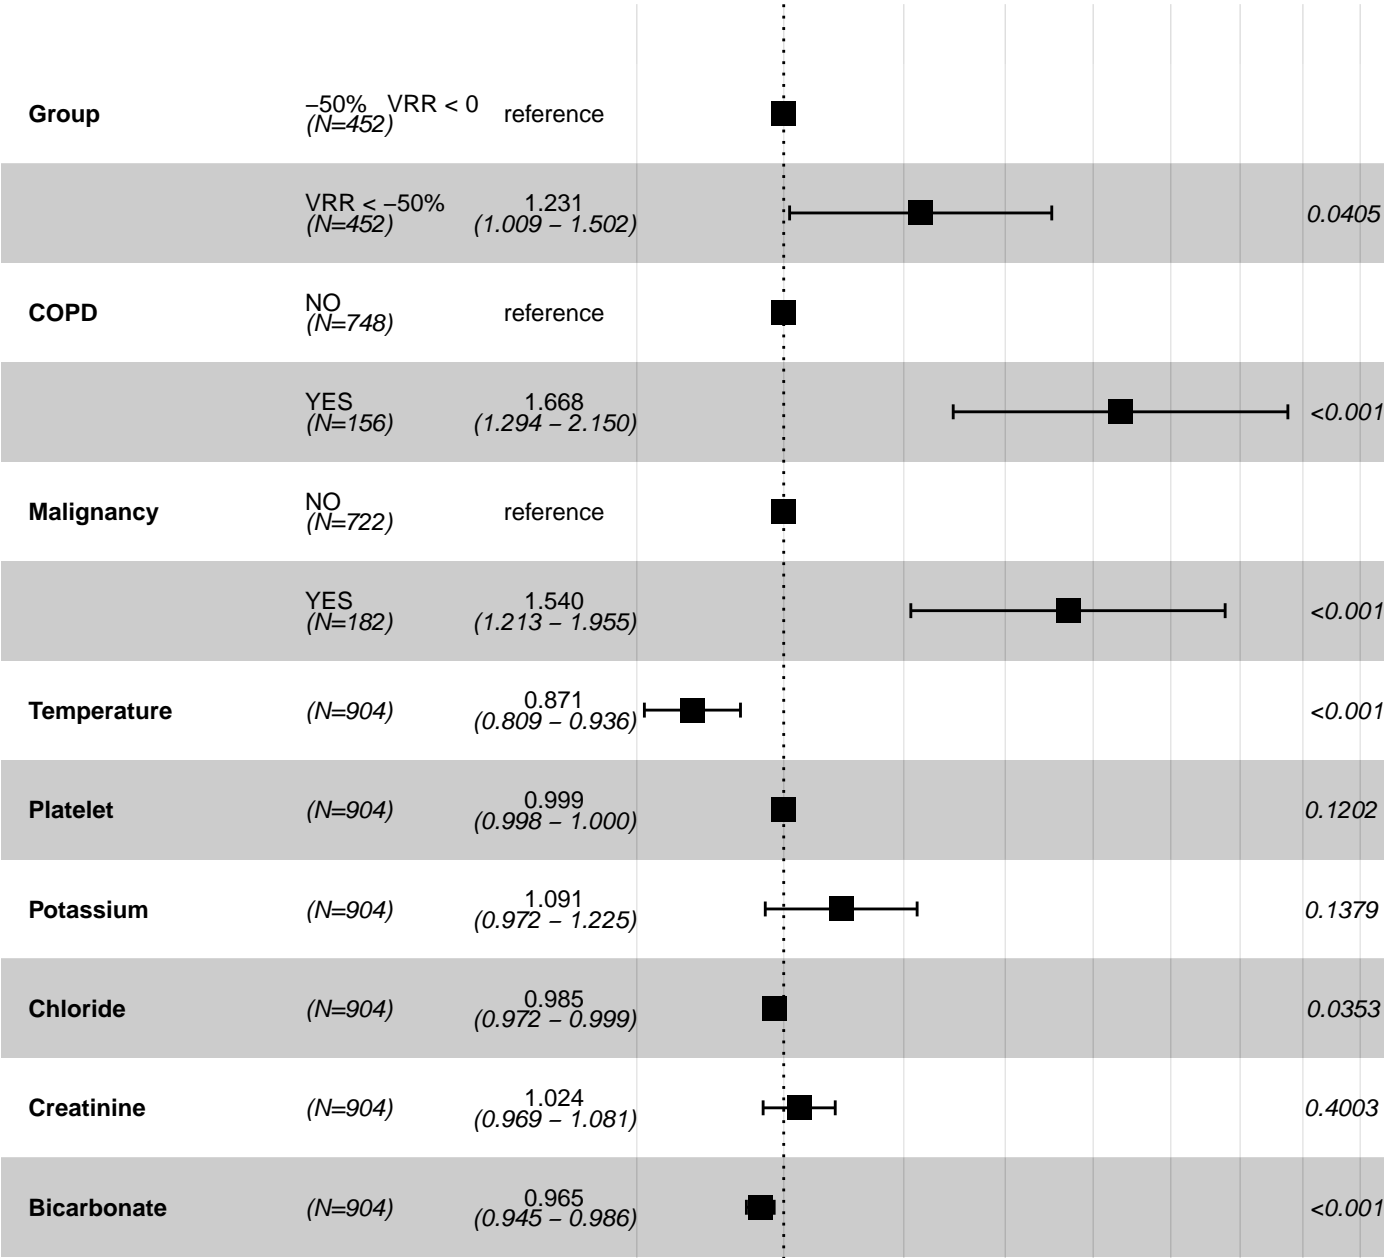 Group −50% VRR < 0 reference
(N=452)
VRR < −50% 1.231 0.0405
(N=452) (1.009 − 1.502)
COPD NO reference
(N=748)
YES 1.668 <0.001
(N=156) (1.294 − 2.150)
Malignancy NO reference
(N=722)
YES 1.540 <0.001
(N=182) (1.213 − 1.955)
Temperature (N=904) 0.871 <0.001
(0.809 − 0.936)
Platelet (N=904) 0.999 0.1202
(0.998 − 1.000)
Potassium (N=904) 1.091 0.1379
(0.972 − 1.225)
Chloride (N=904) 0.985 0.0353
(0.972 − 0.999)
Creatinine (N=904) 1.024 0.4003
(0.969 − 1.081)
Bicarbonate (N=904) 0.965 <0.001
(0.945 − 0.986)